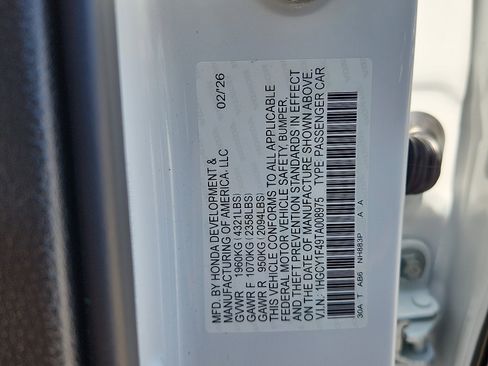 MFD. BY HONDA DEVELOPMENT & 02/'26
MANUFACTURING OF AMERICA, LLC
GVWR 1960KG(4321LBS)
GAWR F 1070KG(2358LBS)
GAWR R 950KG(2094LBS)
THIS VEHICLE CONFORMS TO ALL APPLICABLE
FEDERAL MOTOR VEHICLE SAFETY, BUMPER,
AND THEFT PREVENTION STANDARDS IN EFFECT
ON THE DATE OF MANUFACTURE SHOWN ABOVE.
V.I.N. 1HGCY1F491A008975 TYPE PASSENGER CAR
30A T AB6 NH883P A A